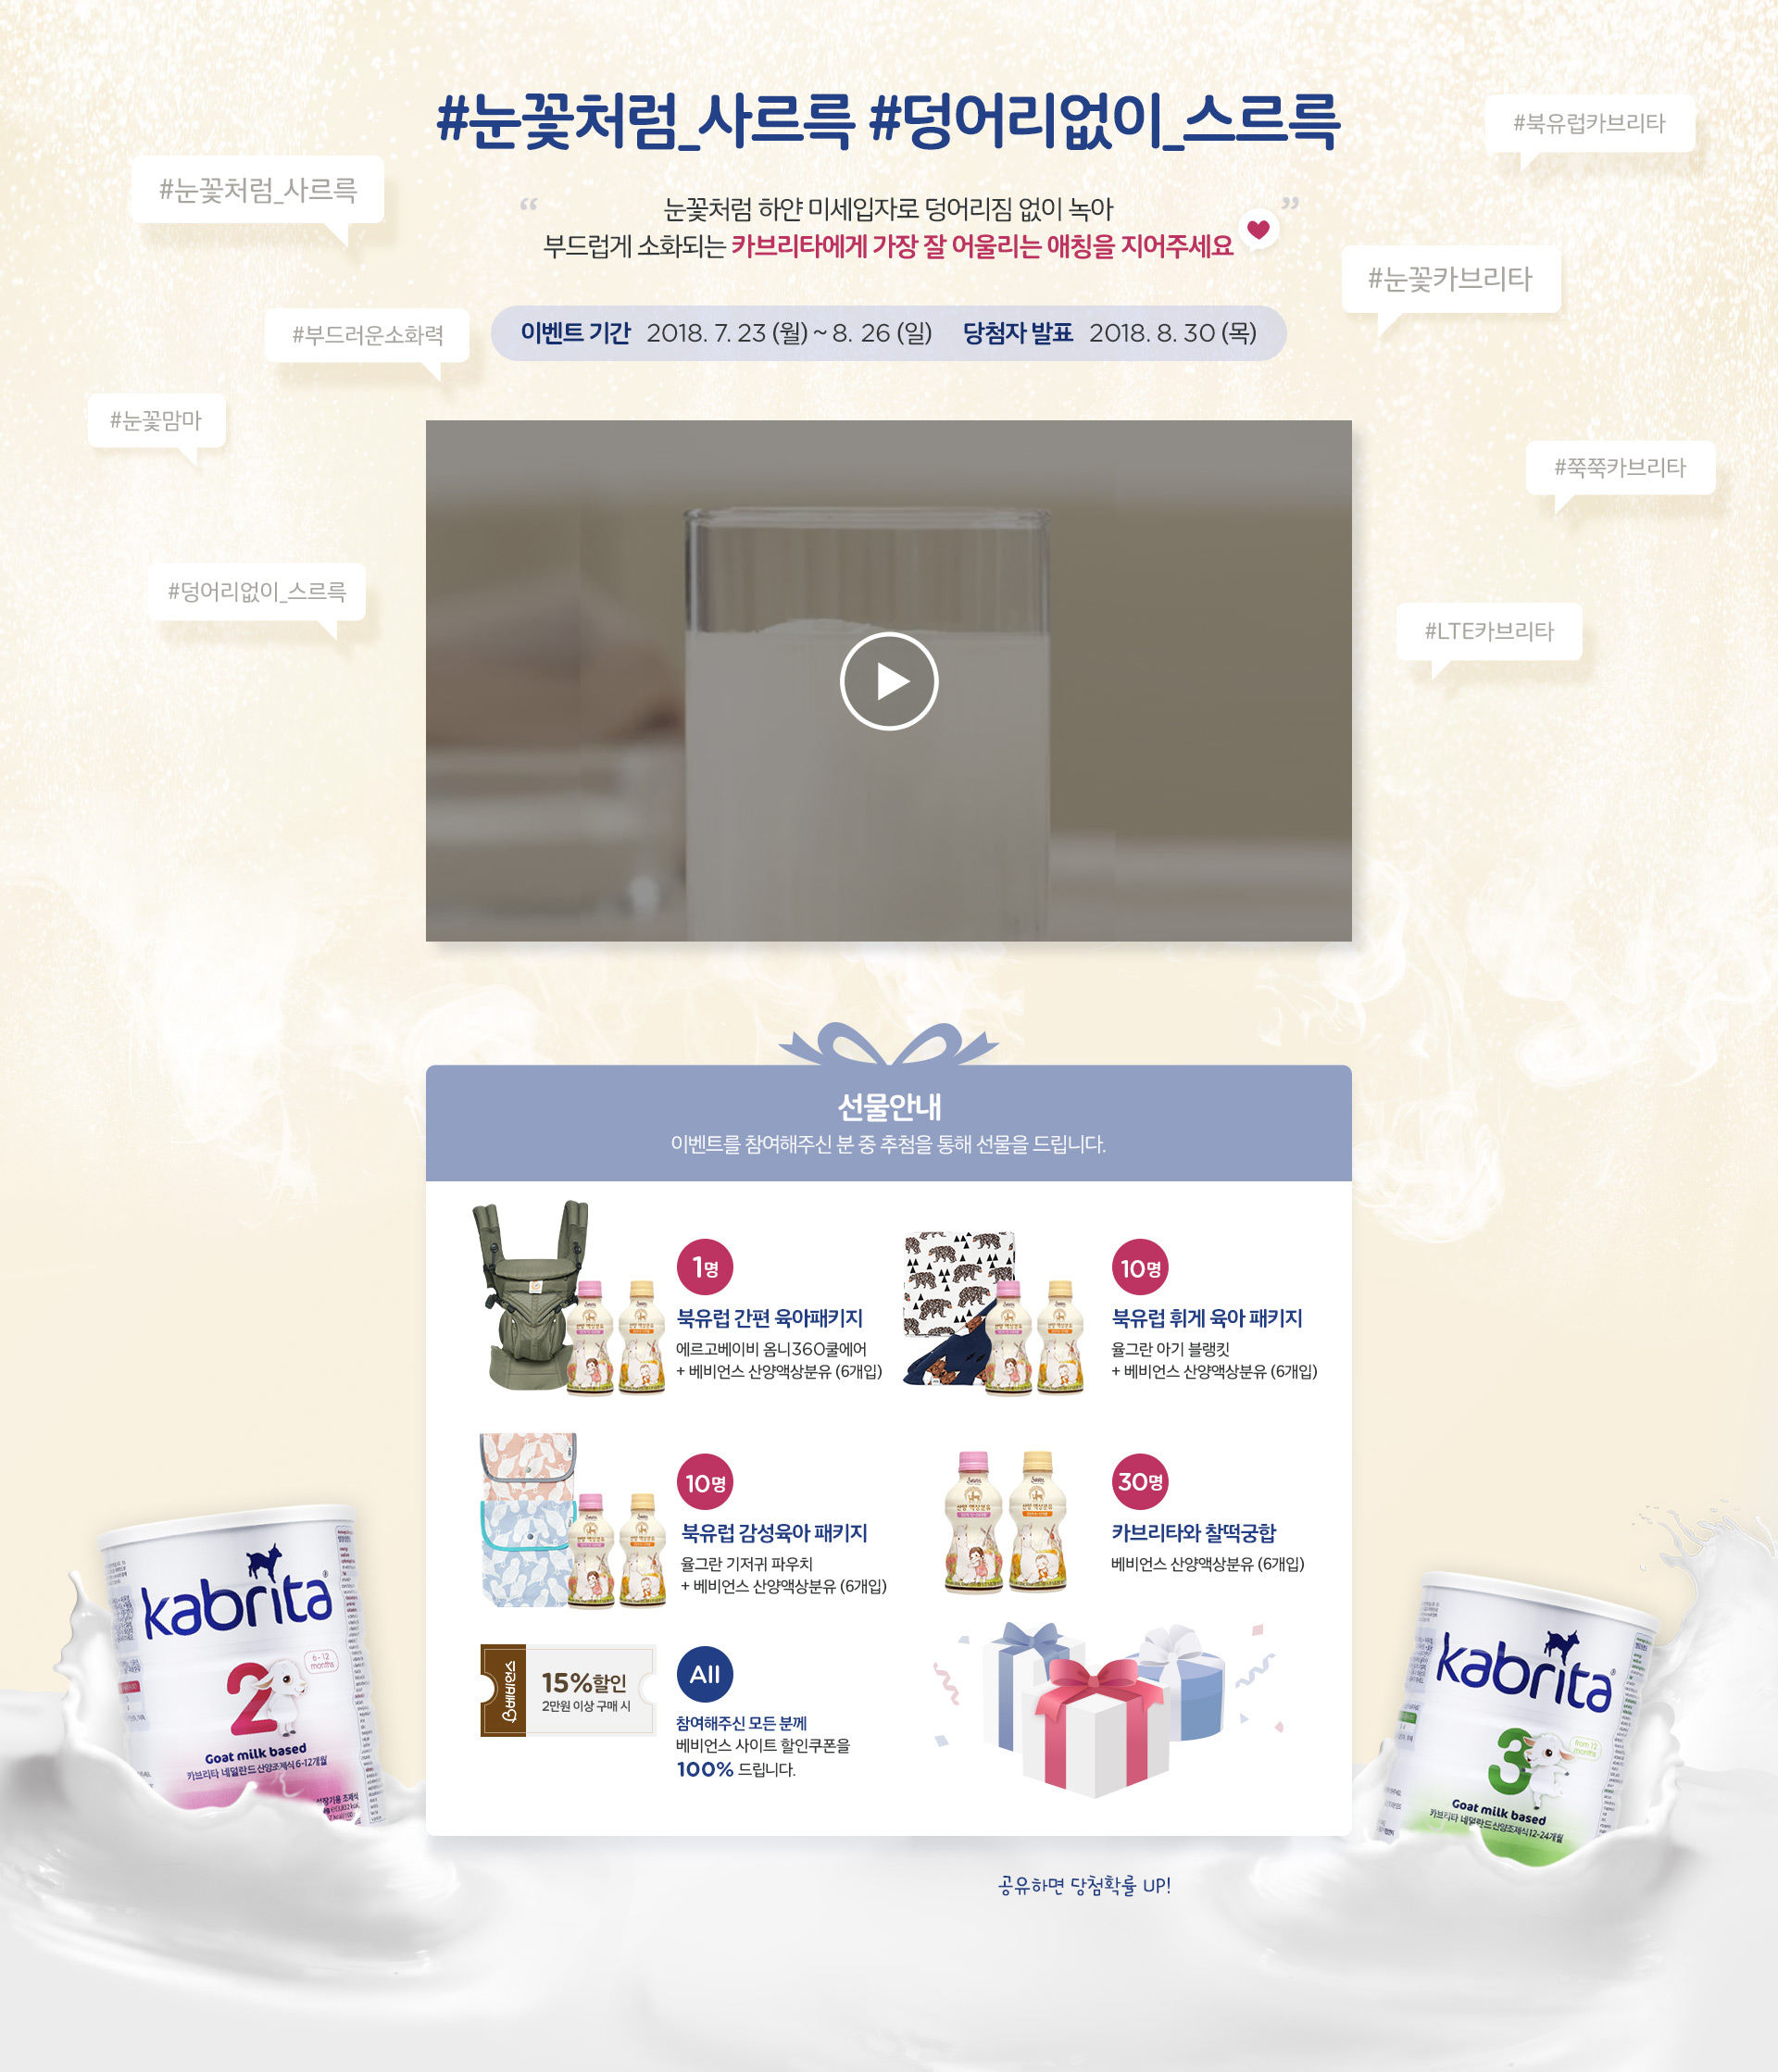 #눈꽃처럼_사르륵 #덩어리없이_스르륵
#북유럽카브리타
#눈꽃처럼_사르륵
“ 눈꽃처럼 하얀 미세입자로 덩어리짐 없이 녹아 ”
부드럽게 소화되는 카브리타에게 가장 잘 어울리는 애칭을 지어주세요
#눈꽃카브리타
#부드러운소화력
이벤트 기간 2018. 7. 23 (월) ~ 8. 26 (일) 당첨자 발표 2018. 8. 30 (목)
#눈꽃맘마
#쭉쭉카브리타
#덩어리없이_스르륵
#LTE카브리타
선물안내
이벤트를 참여해주신 분 중 추첨을 통해 선물을 드립니다.
1명
북유럽 간편 육아패키지
에르고베이비 옴니360쿨에어
+ 베비언스 산양액상분유 (6개입)
10명
북유럽 휘게 육아 패키지
율그란 아기 블랭킷
+ 베비언스 산양액상분유 (6개입)
10명
북유럽 감성육아 패키지
율그란 기저귀 파우치
+ 베비언스 산양액상분유 (6개입)
30명
카브리타와 찰떡궁합
베비언스 산양액상분유 (6개입)
베비언스
15%할인
2만원 이상 구매 시
All
참여해주신 모든 분께
베비언스 사이트 할인쿠폰을
100% 드립니다.
kabrita
2
6-12
months
Goat milk based
카브리타 네덜란드 산양조제식 6-12개월
kabrita
3
from 12
months
Goat milk based
카브리타 네덜란드산양조제식12-24개월
공유하면 당첨확률 UP!